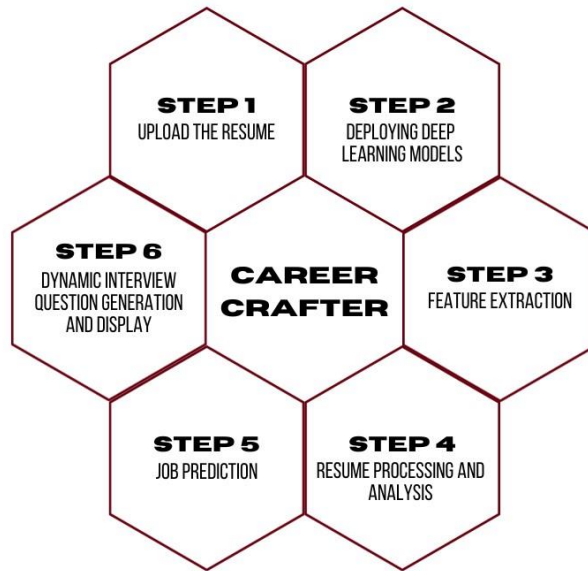 STEP 1
UPLOAD THE RESUME
STEP 2
DEPLOYING DEEP
LEARNING MODELS
STEP 6
DYNAMIC INTERVIEW
QUESTION GENERATION
AND DISPLAY
CAREER
CRAFTER
STEP 3
FEATURE EXTRACTION
STEP 5
JOB PREDICTION
STEP 4
RESUME PROCESSING AND
ANALYSIS